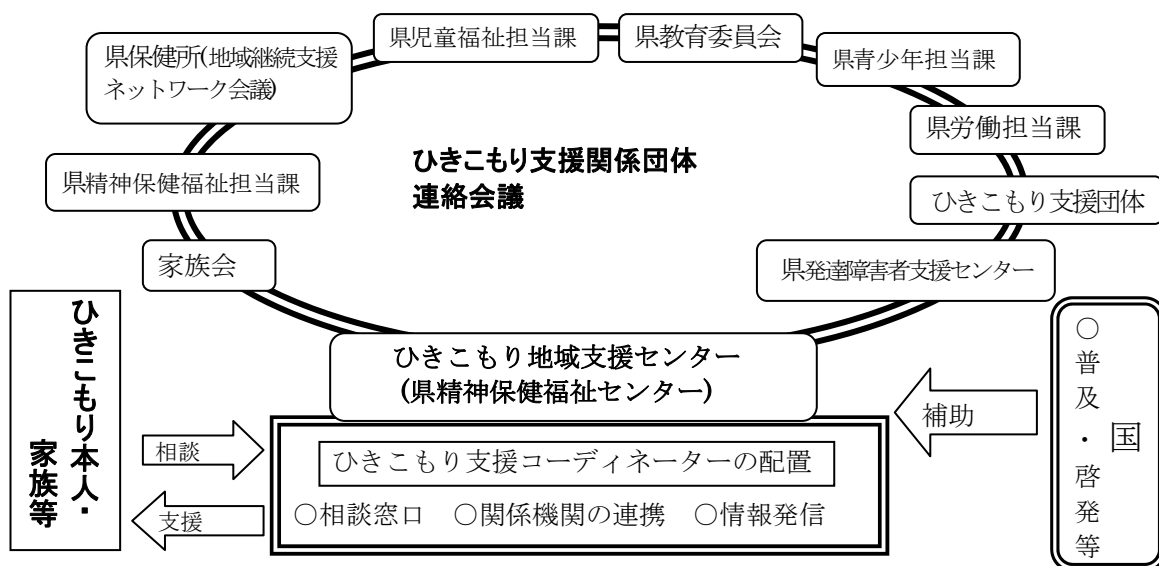 県児童福祉担当課
県教育委員会
県保健所(地域継続支援
ネットワーク会議)
県青少年担当課
県労働担当課
ひきこもり支援関係団体
連絡会議
県精神保健福祉担当課
ひきこもり支援団体
家族会
県発達障害者支援センター
ひきこもり本人・
家族等
ひきこもり地域支援センター
(県精神保健福祉センター)
国
○普及・啓発等
補助
相談
ひきこもり支援コーディネーターの配置
支援
○相談窓口 ○関係機関の連携 ○情報発信